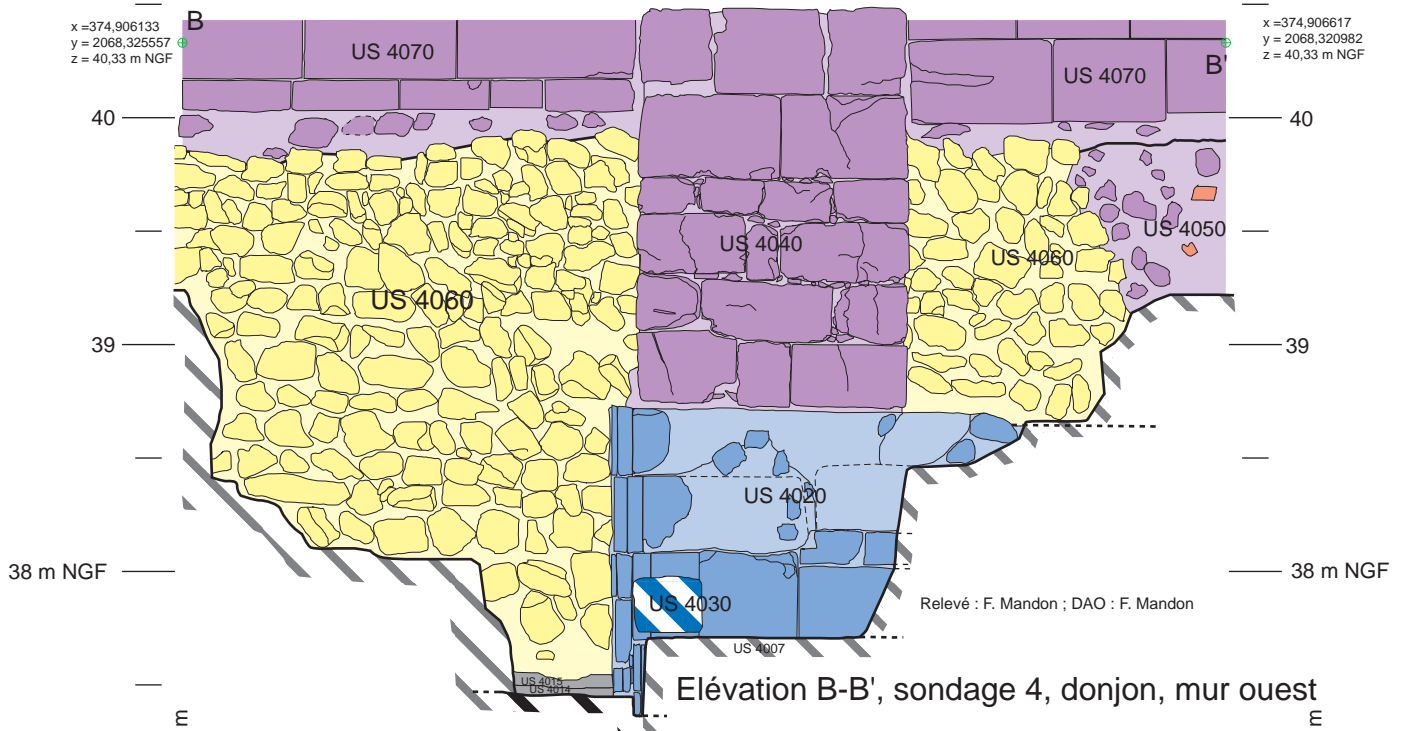 B
x =374,906133
y = 2068,325557
z = 40,33 m NGF
x =374,906617
y = 2068,320982
z = 40,33 m NGF
B'
US 4070
US 4070
40
40
US 4050
US 4040
US 4060
US 4060
39
39
US 4020
38 m NGF
38 m NGF
US 4030
Relevé : F. Mandon ; DAO : F. Mandon
US 4007
US 4015
US 4014
Elévation B-B', sondage 4, donjon, mur ouest
m
m